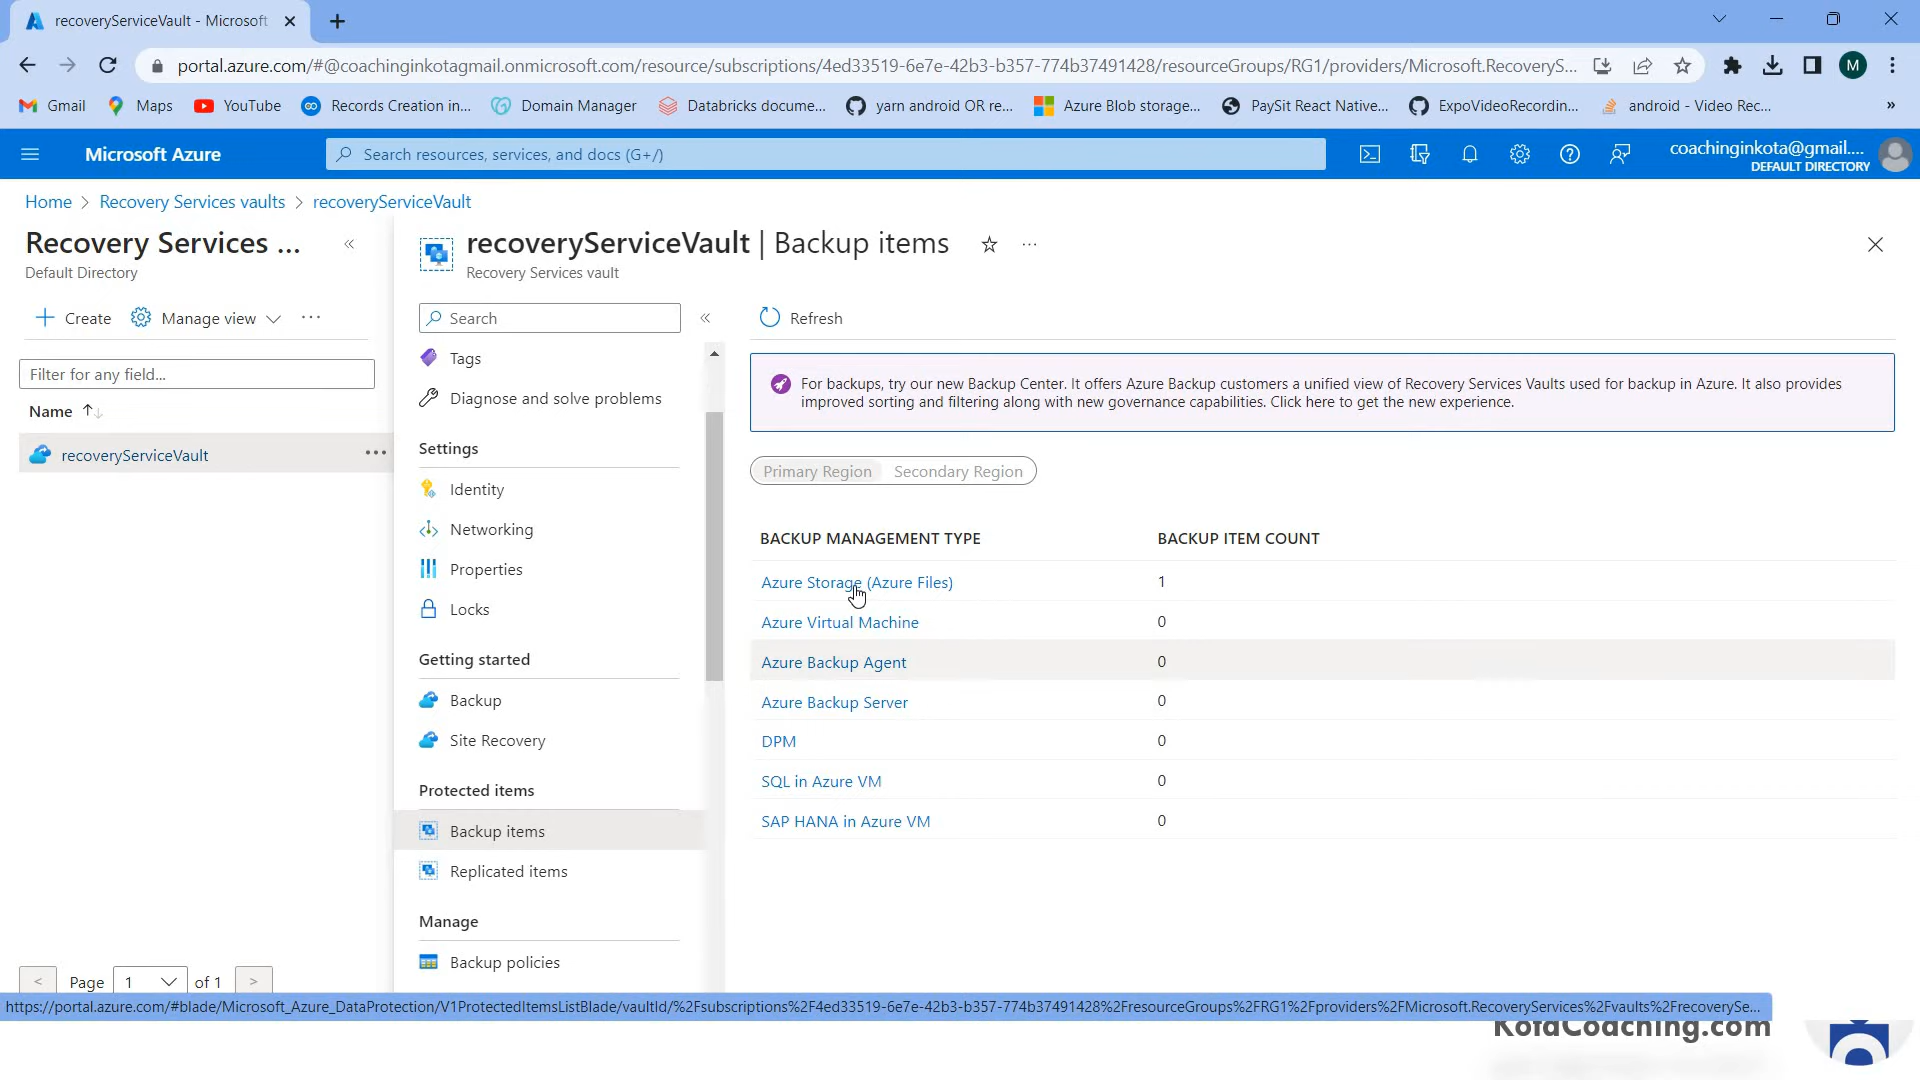 recoveryServiceVault - Microsoft
portal.azure.com/#@coachinginkotagmail.onmicrosoft.com/resource/subscriptions/4ed33519-6e7e-42b3-b357-774b37491428/resourceGroups/RG1/providers/Microsoft.RecoveryS...
M
Gmail
Maps
YouTube
Records Creation in...
Domain Manager
Databricks docume...
yarn android OR re...
Azure Blob storage...
PaySit React Native...
ExpoVideoRecordin...
android - Video Rec...
»
Microsoft Azure
Search resources, services, and docs (G+/)
coachinginkota@gmail....
DEFAULT DIRECTORY
Home > Recovery Services vaults > recoveryServiceVault
Recovery Services ...
«
Default Directory
Create
Manage view
...
Filter for any field...
Name ↑↓
recoveryServiceVault
...
< Page 1 of 1 >
recoveryServiceVault | Backup items
...
Recovery Services vault
Search
«
Tags
Diagnose and solve problems
Settings
Identity
Networking
Properties
Locks
Getting started
Backup
Site Recovery
Protected items
Backup items
Replicated items
Manage
Backup policies
Refresh
For backups, try our new Backup Center. It offers Azure Backup customers a unified view of Recovery Services Vaults used for backup in Azure. It also provides
improved sorting and filtering along with new governance capabilities. Click here to get the new experience.
Primary Region Secondary Region
BACKUP MANAGEMENT TYPE BACKUP ITEM COUNT
Azure Storage (Azure Files) 1
Azure Virtual Machine 0
Azure Backup Agent 0
Azure Backup Server 0
DPM 0
SQL in Azure VM 0
SAP HANA in Azure VM 0
https://portal.azure.com/#blade/Microsoft_Azure_DataProtection/V1ProtectedItemsListBlade/vaultId/%2Fsubscriptions%2F4ed33519-6e7e-42b3-b357-774b37491428%2FresourceGroups%2FRG1%2Fproviders%2FMicrosoft.RecoveryServices%2Fvaults%2FrecoverySe...
KotaCoaching.com